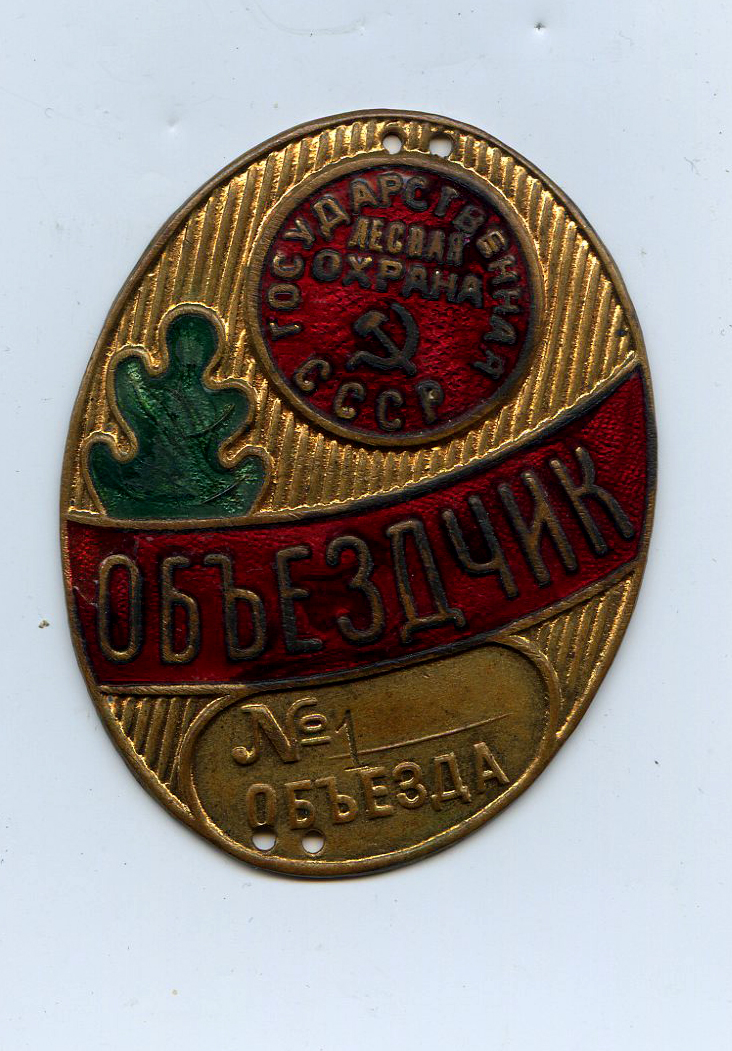 ГОСУДАРСТВЕННАЯ
ЛЕСНАЯ
ОХРАНА
СССР
ОБЪЕЗДЧИК
№ 1
ОБЪЕЗДА